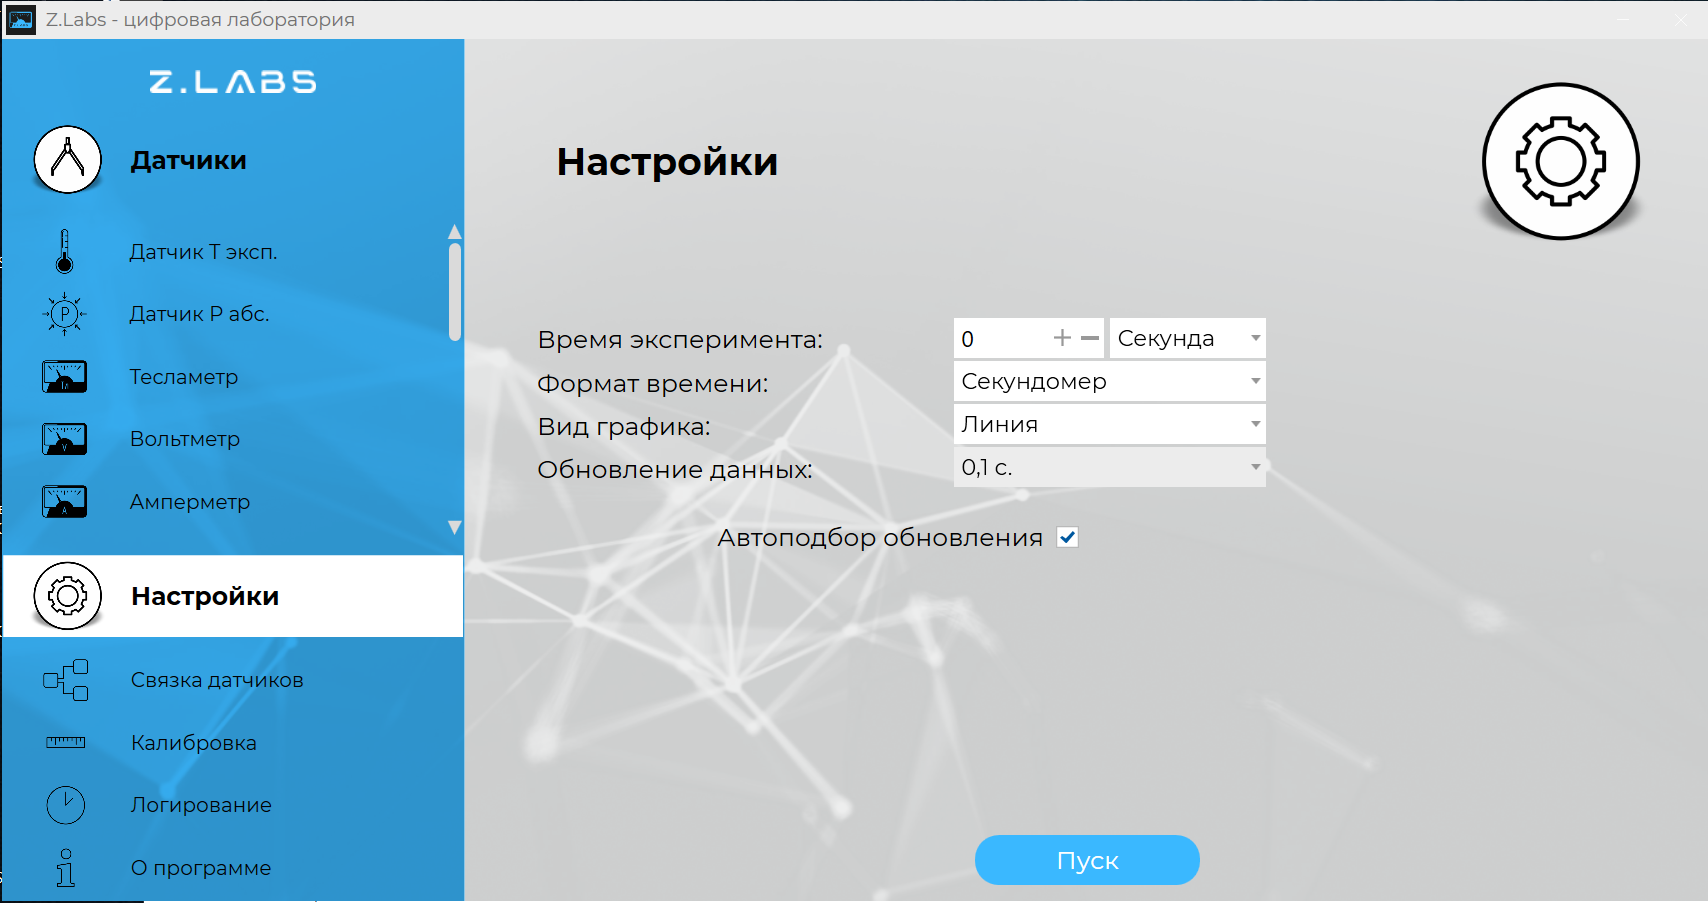 Z.Labs - цифровая лаборатория
Z.LABS
Датчики
Датчик Т эксп.
Датчик Р абс.
Тесламетр
Вольтметр
Амперметр
Настройки
Связка датчиков
Калибровка
Логирование
О программе
Настройки
Время эксперимента: 0 Секунда
Формат времени: Секундомер
Вид графика: Линия
Обновление данных: 0,1 с.
Автоподбор обновления
Пуск